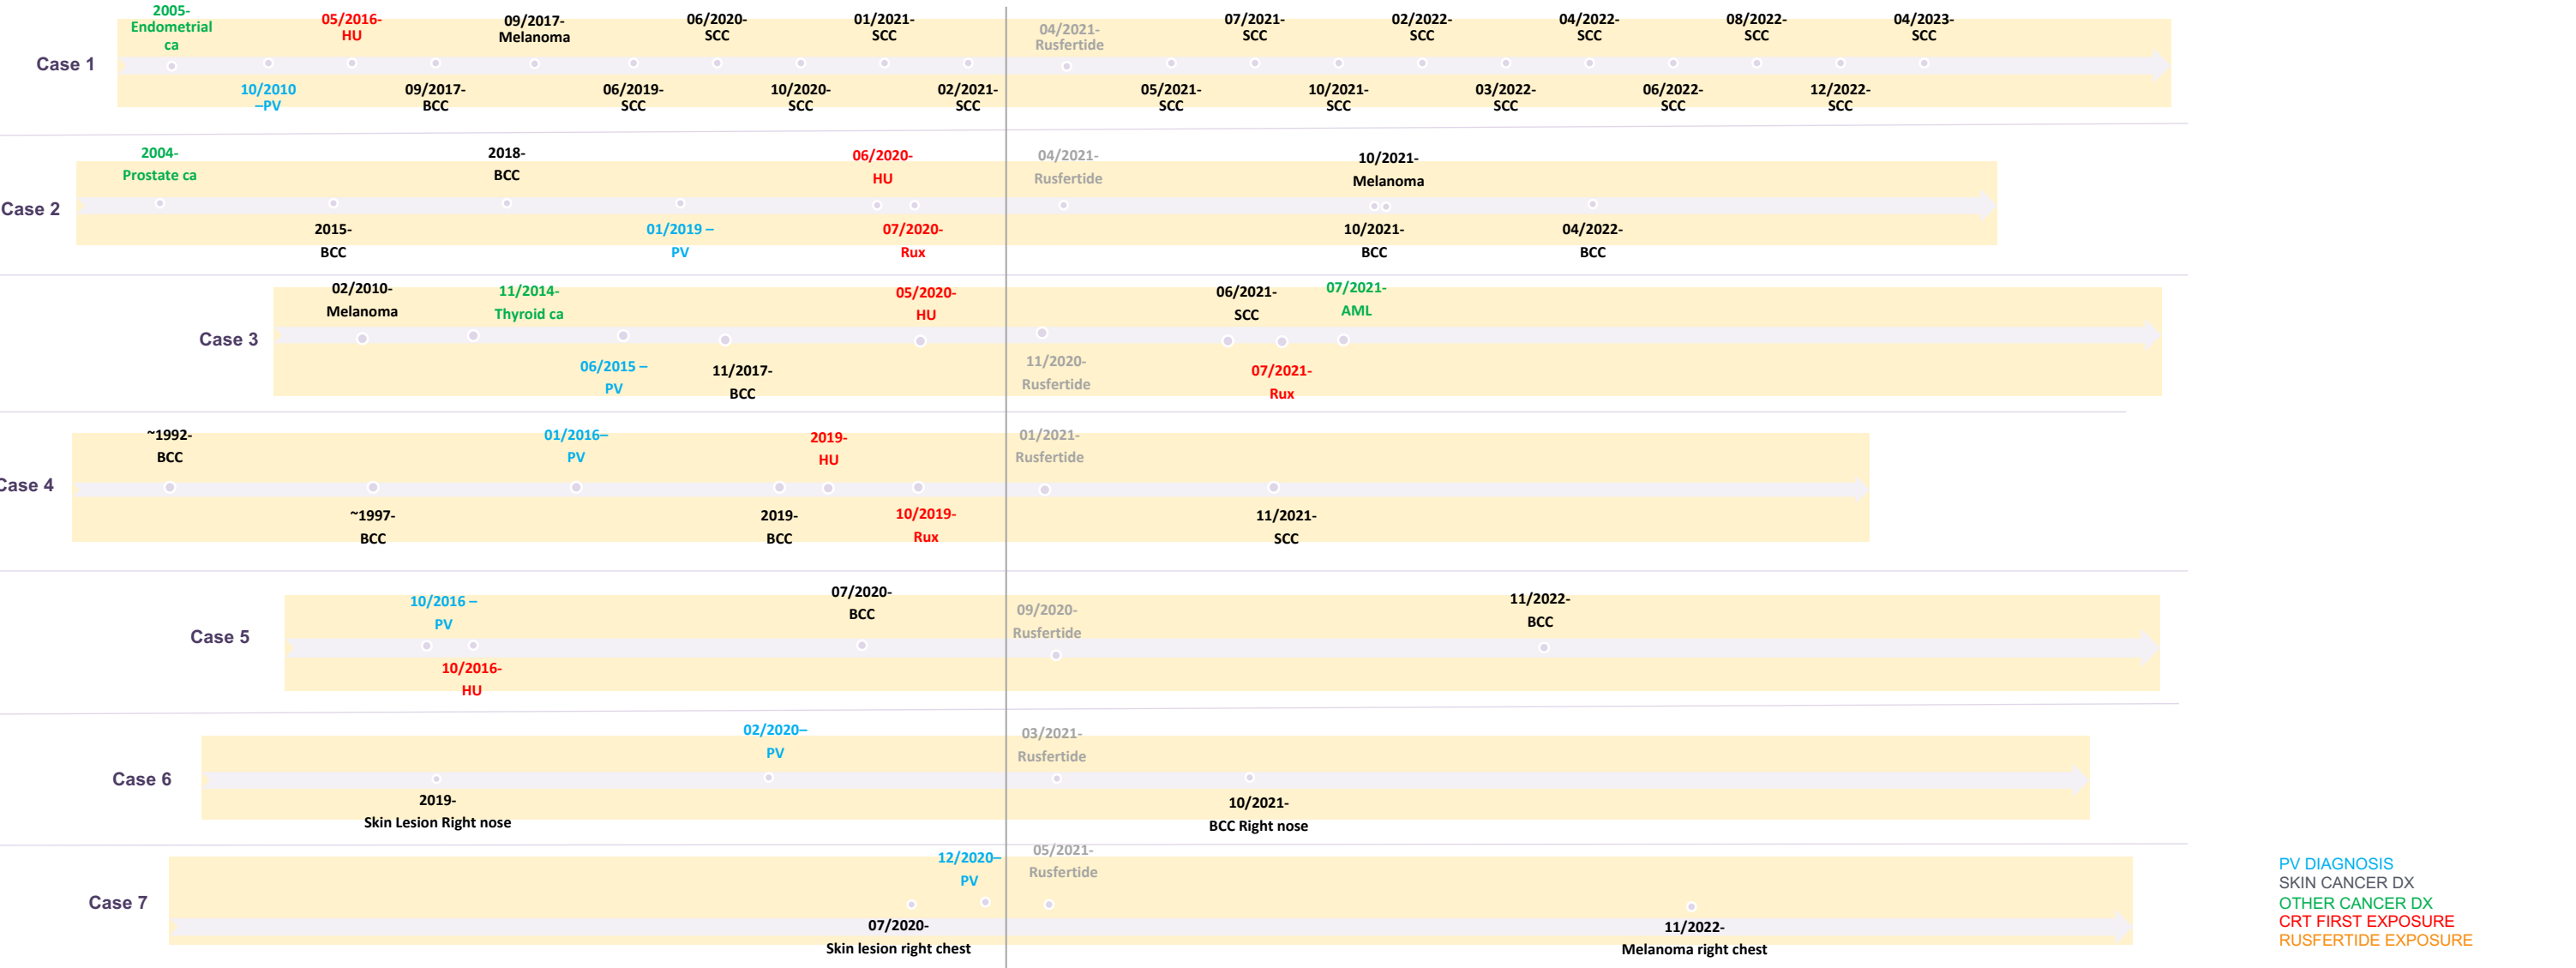 2005-
Endometrial
ca
05/2016-
HU
09/2017-
Melanoma
06/2020-
SCC
01/2021-
SCC
04/2021-
Rusfertide
07/2021-
SCC
02/2022-
SCC
04/2022-
SCC
08/2022-
SCC
04/2023-
SCC
Case 1
10/2010
–PV
09/2017-
BCC
06/2019-
SCC
10/2020-
SCC
02/2021-
SCC
05/2021-
SCC
10/2021-
SCC
03/2022-
SCC
06/2022-
SCC
12/2022-
SCC
2004-
Prostate ca
2018-
BCC
06/2020-
HU
04/2021-
Rusfertide
10/2021-
Melanoma
Case 2
2015-
BCC
01/2019 –
PV
07/2020-
Rux
10/2021-
BCC
04/2022-
BCC
02/2010-
Melanoma
11/2014-
Thyroid ca
05/2020-
HU
06/2021-
SCC
07/2021-
AML
Case 3
06/2015 –
PV
11/2017-
BCC
11/2020-
Rusfertide
07/2021-
Rux
~1992-
BCC
01/2016–
PV
2019-
HU
01/2021-
Rusfertide
Case 4
~1997-
BCC
2019-
BCC
10/2019-
Rux
11/2021-
SCC
10/2016 –
PV
07/2020-
BCC
09/2020-
Rusfertide
11/2022-
BCC
Case 5
10/2016-
HU
02/2020–
PV
03/2021-
Rusfertide
Case 6
2019-
Skin Lesion Right nose
10/2021-
BCC Right nose
12/2020–
PV
05/2021-
Rusfertide
Case 7
07/2020-
Skin lesion right chest
11/2022-
Melanoma right chest
PV DIAGNOSIS
SKIN CANCER DX
OTHER CANCER DX
CRT FIRST EXPOSURE
RUSFERTIDE EXPOSURE